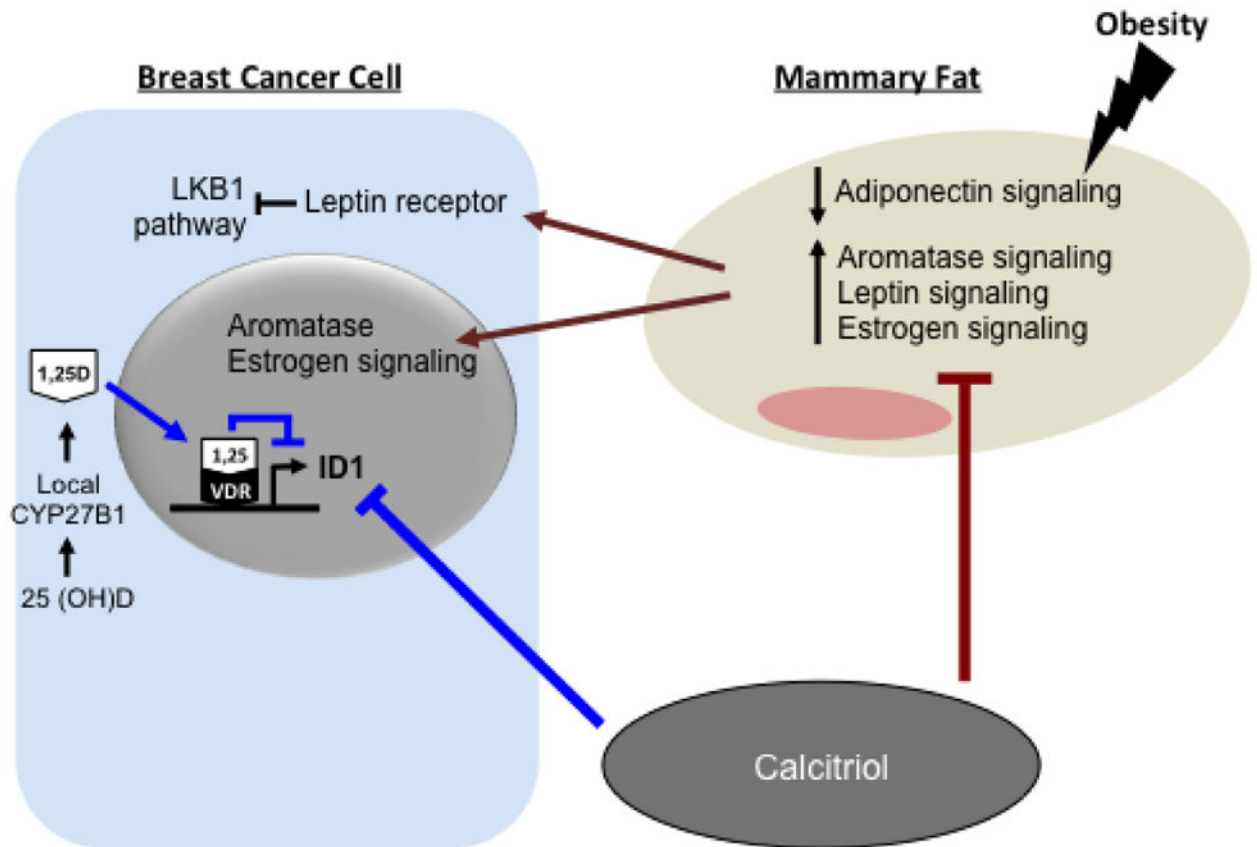 Obesity
Breast Cancer Cell
Mammary Fat
LKB1
pathway
Leptin receptor
Adiponectin signaling
Aromatase signaling
Leptin signaling
Estrogen signaling
Aromatase
Estrogen signaling
1,25D
1,25
VDR
ID1
Local
CYP27B1
25 (OH)D
Calcitriol